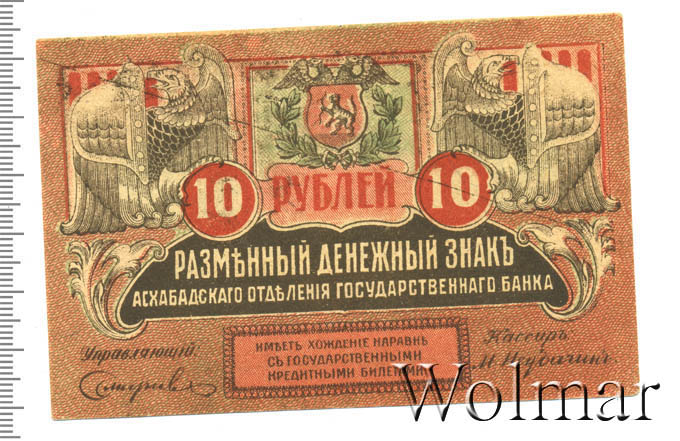 10 РУБЛЕЙ 10
РАЗМѢННЫЙ ДЕНЕЖНЫЙ ЗНАКЪ
АСХАБАДСКАГО ОТДѢЛЕНІЯ ГОСУДАРСТВЕННАГО БАНКА
Управляющій
Кассиръ
ИМѢЕТЬ ХОЖДЕНІЕ НАРАВНѢ
СЪ ГОСУДАРСТВЕННЫМИ
КРЕДИТНЫМИ БИЛЕТАМИ
Wolmar